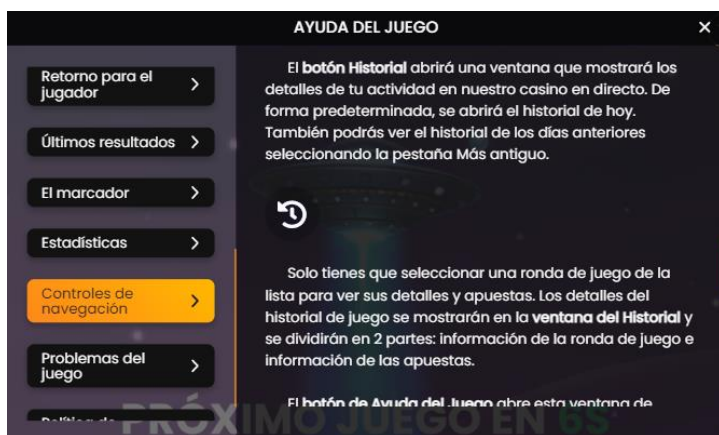 AYUDA DEL JUEGO
Retorno para el
jugador
Últimos resultados
El marcador
Estadísticas
Controles de
navegación
Problemas del
juego
Política de
El botón Historial abrirá una ventana que mostrará los
detalles de tu actividad en nuestro casino en directo. De
forma predeterminada, se abrirá el historial de hoy.
También podrás ver el historial de los días anteriores
seleccionando la pestaña Más antiguo.
Solo tienes que seleccionar una ronda de juego de la
lista para ver sus detalles y apuestas. Los detalles del
historial de juego se mostrarán en la ventana del Historial y
se dividirán en 2 partes: información de la ronda de juego e
información de las apuestas.
El botón de Ayuda del Juego abre esta ventana de
PRÓXIMO JUEGO EN 6S